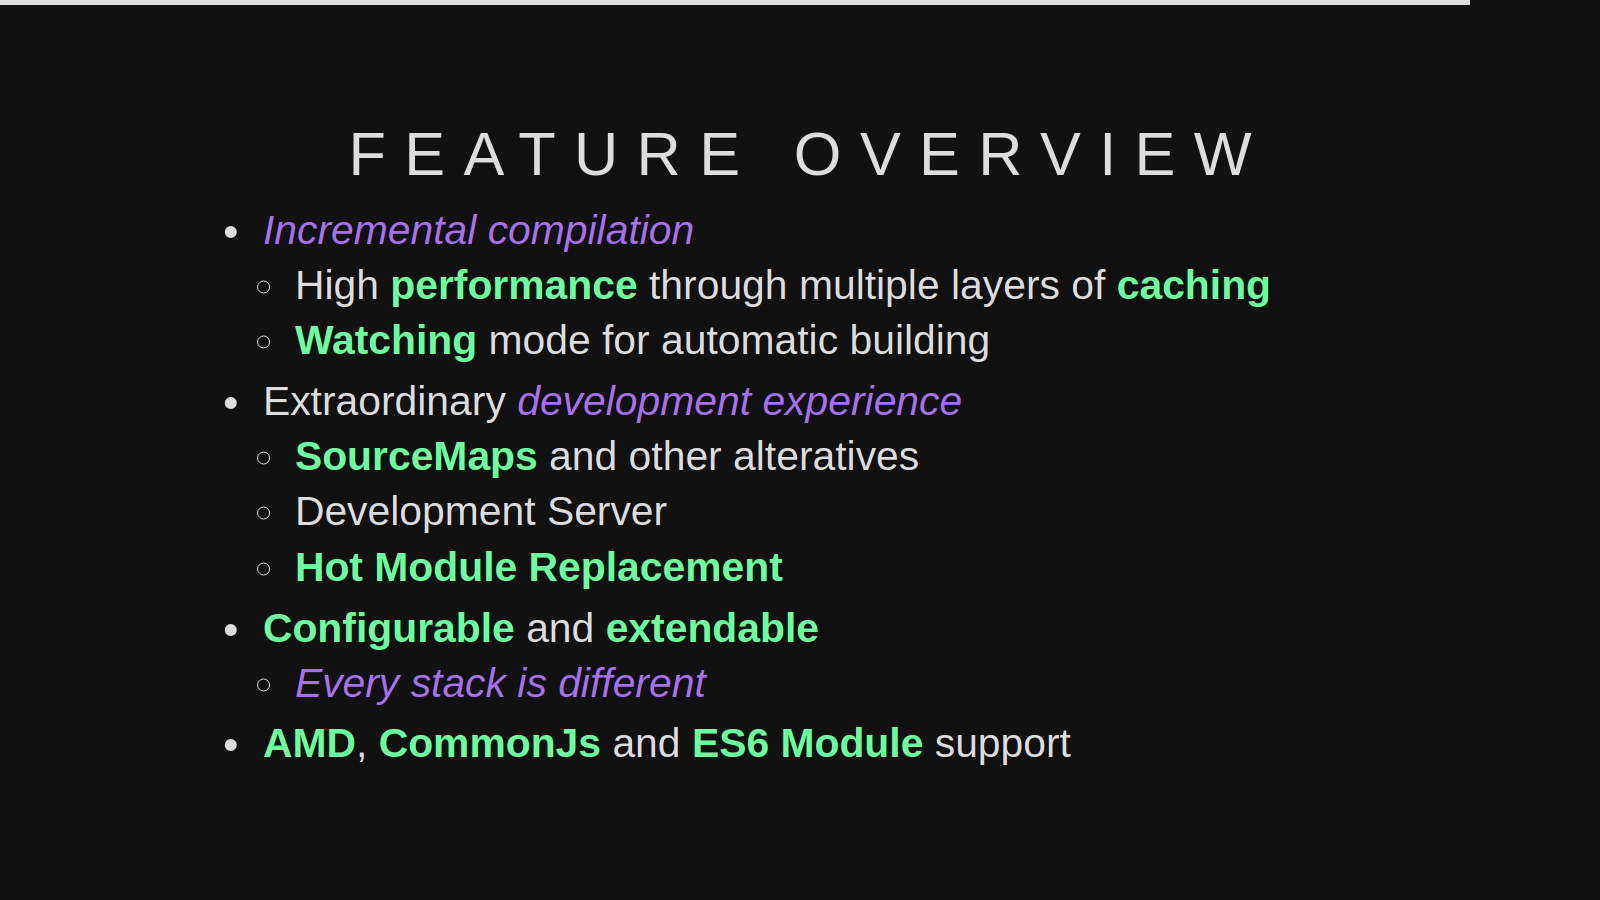 FEATURE OVERVIEW
Incremental compilation
High performance through multiple layers of caching
Watching mode for automatic building
Extraordinary development experience
SourceMaps and other alteratives
Development Server
Hot Module Replacement
Configurable and extendable
Every stack is different
AMD, CommonJs and ES6 Module support